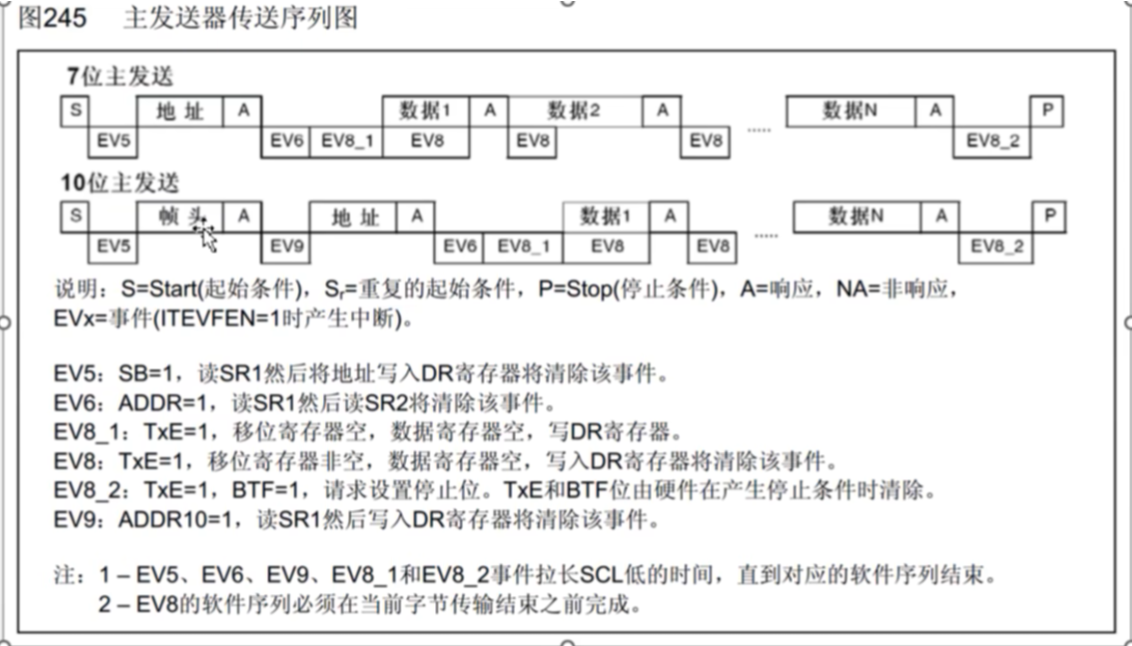 图245 主发送器传送序列图
7位主发送
S 地址 A 数据1 A 数据2 A ..... 数据N A P
EV5 EV6 EV8_1 EV8 EV8 EV8 EV8_2
10位主发送
S 帧头 A 地址 A 数据1 A ..... 数据N A P
EV5 EV9 EV6 EV8_1 EV8 EV8 EV8_2
说明：S=Start(起始条件)，Sr=重复的起始条件，P=Stop(停止条件)，A=响应，NA=非响应，
EVx=事件(ITEVFEN=1时产生中断)。
EV5：SB=1，读SR1然后将地址写入DR寄存器将清除该事件。
EV6：ADDR=1，读SR1然后读SR2将清除该事件。
EV8_1：TxE=1，移位寄存器空，数据寄存器空，写DR寄存器。
EV8：TxE=1，移位寄存器非空，数据寄存器空，写入DR寄存器将清除该事件。
EV8_2：TxE=1，BTF=1，请求设置停止位。TxE和BTF位由硬件在产生停止条件时清除。
EV9：ADDR10=1，读SR1然后写入DR寄存器将清除该事件。
注：1 – EV5、EV6、EV9、EV8_1和EV8_2事件拉长SCL低的时间，直到对应的软件序列结束。
2 – EV8的软件序列必须在当前字节传输结束之前完成。